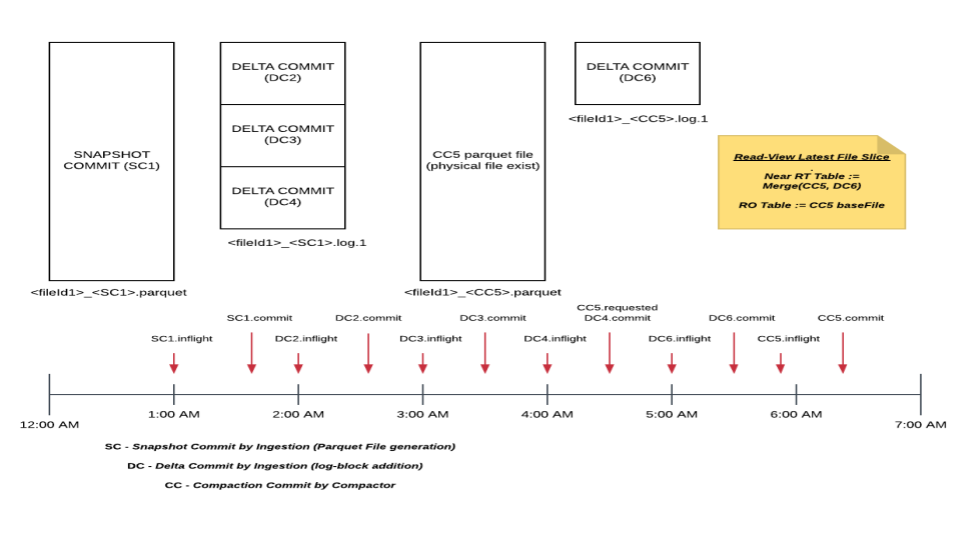 SNAPSHOT
COMMIT (SC1)
<fileId1>_<SC1>.parquet
DELTA COMMIT
(DC2)
DELTA COMMIT
(DC3)
DELTA COMMIT
(DC4)
<fileId1>_<SC1>.log.1
CC5 parquet file
(physical file exist)
<fileId1>_<CC5>.parquet
DELTA COMMIT
(DC6)
<fileId1>_<CC5>.log.1
Read-View Latest File Slice
Near RT Table :=
Merge(CC5, DC6)
RO Table := CC5 baseFile
SC1.inflight
SC1.commit
DC2.inflight
DC2.commit
DC3.inflight
DC3.commit
DC4.inflight
CC5.requested
DC4.commit
DC6.inflight
DC6.commit
CC5.inflight
CC5.commit
12:00 AM
1:00 AM
2:00 AM
3:00 AM
4:00 AM
5:00 AM
6:00 AM
7:00 AM
SC - Snapshot Commit by Ingestion (Parquet File generation)
DC - Delta Commit by Ingestion (log-block addition)
CC - Compaction Commit by Compactor